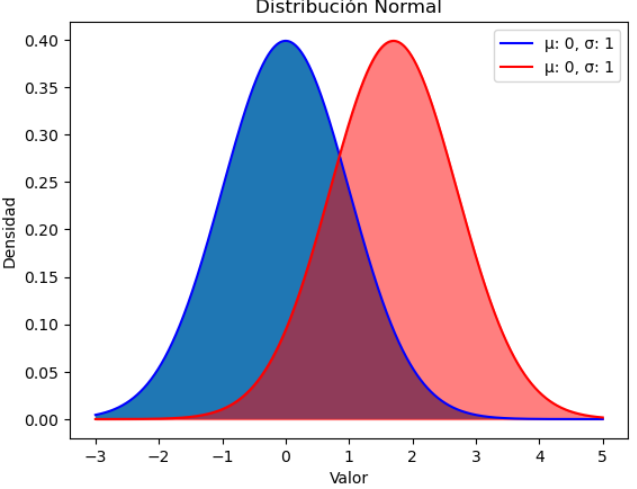 Distribución Normal
μ: 0, σ: 1
μ: 0, σ: 1
0.40
0.35
0.30
0.25
0.20
0.15
0.10
0.05
0.00
Densidad
−3 −2 −1 0 1 2 3 4 5
Valor